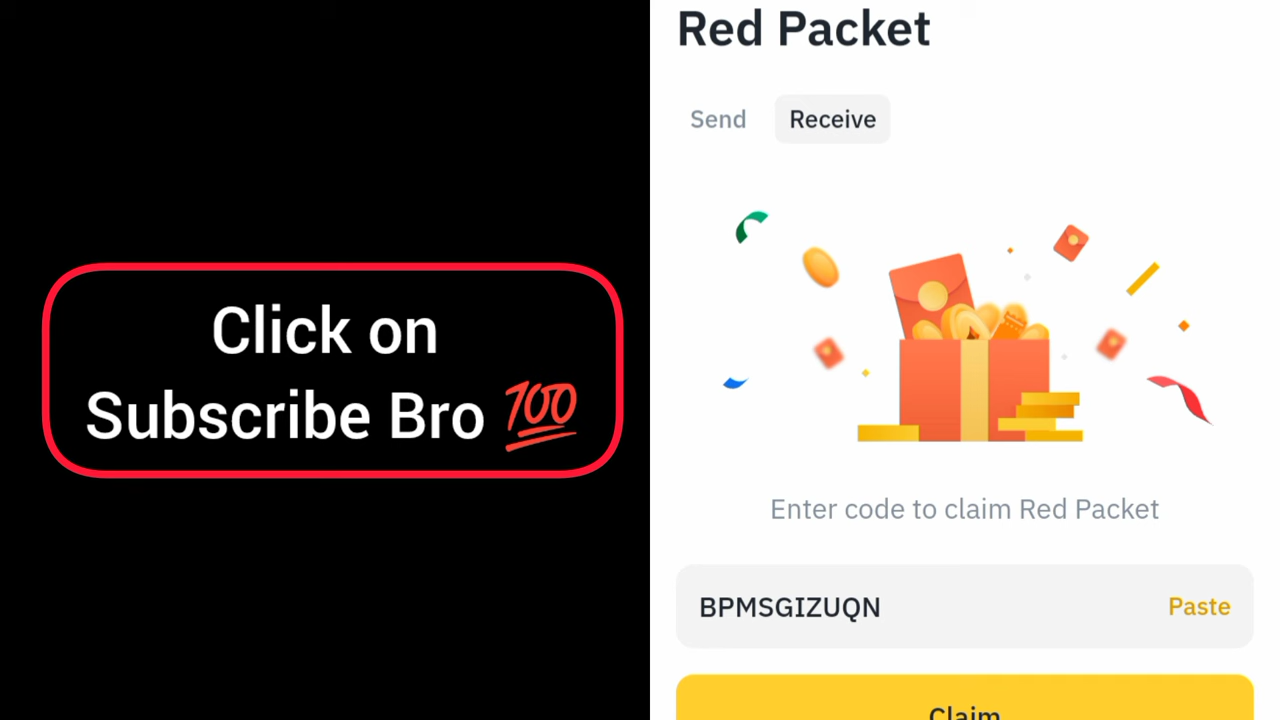 Click on
Subscribe Bro 💯
Red Packet
Send Receive
Enter code to claim Red Packet
BPMSGIZUQN Paste
Claim